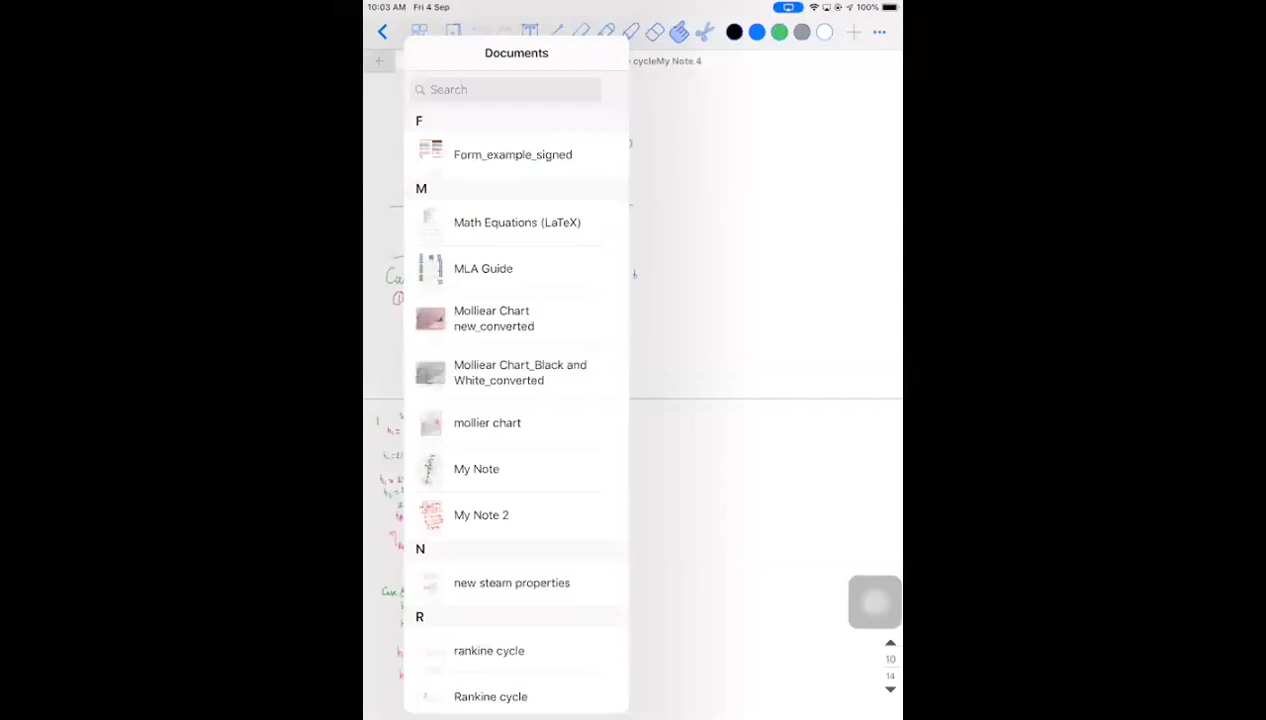 10:03 AM Fri 4 Sep
100%
Documents
cycleMy Note 4
Search
F
Form_example_signed
M
Math Equations (LaTeX)
MLA Guide
Molliear Chart
new_converted
Molliear Chart_Black and
White_converted
mollier chart
My Note
My Note 2
N
new steam properties
R
rankine cycle
Rankine cycle
10
14